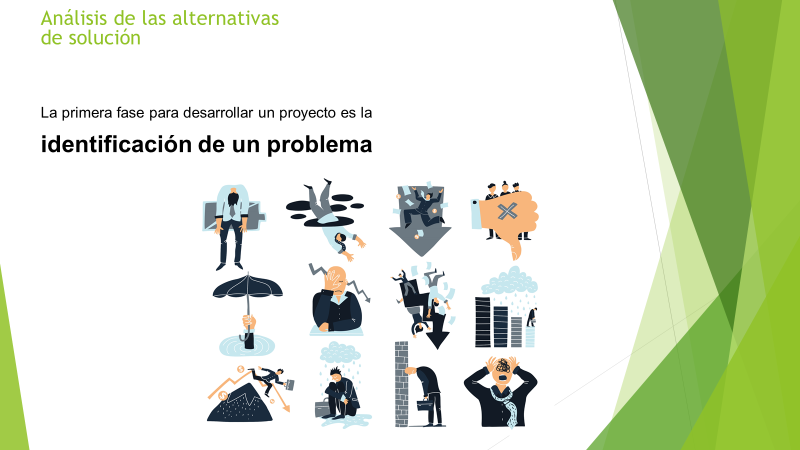 Análisis de las alternativas
de solución
La primera fase para desarrollar un proyecto es la
identificación de un problema